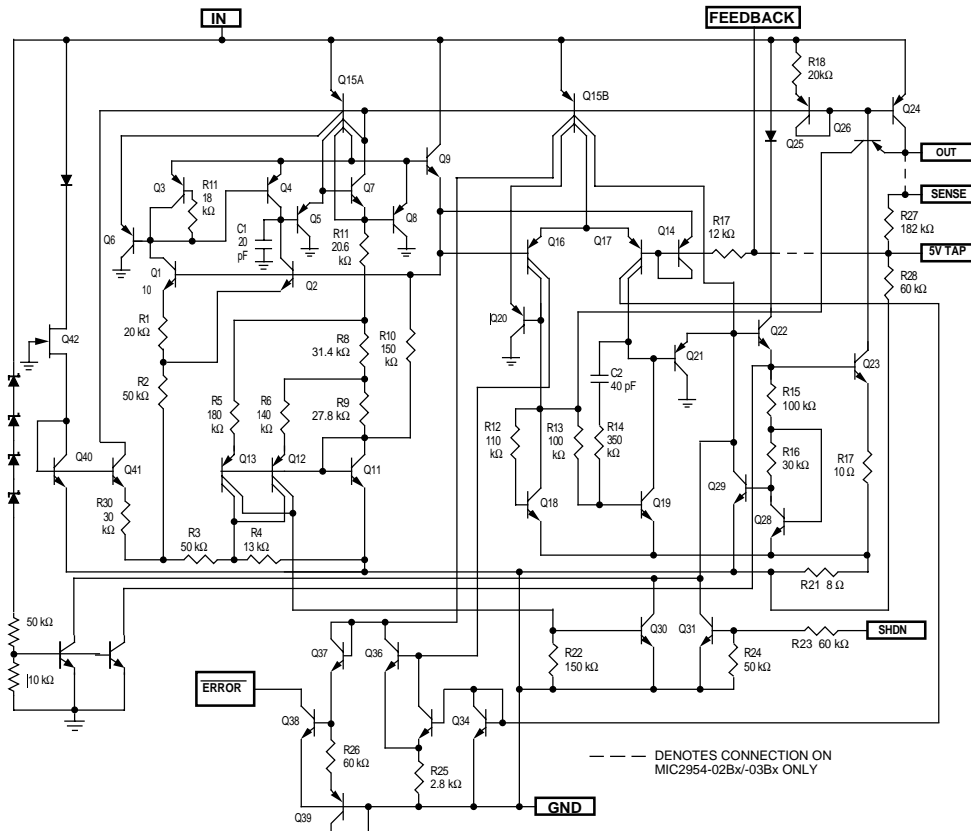 IN
FEEDBACK
R18
20kΩ
Q15A
Q15B
Q24
Q25
Q26
OUT
Q9
Q3
Q4
Q7
R11
18
kΩ
Q5
Q8
SENSE
R27
182 kΩ
Q6
C1
20
pF
R11
20.6
kΩ
Q16
Q17
Q14
R17
12 kΩ
5V TAP
Q1
10
Q2
R28
60 kΩ
R1
20 kΩ
R8
31.4 kΩ
R10
150
kΩ
Q20
Q21
Q22
Q42
Q23
R2
50 kΩ
C2
40 pF
R15
100 kΩ
R5
180
kΩ
R6
140
kΩ
R9
27.8 kΩ
R12
110
kΩ
R13
100
kΩ
R14
350
kΩ
R16
30 kΩ
R17
10 Ω
Q40
Q41
Q13
Q12
Q11
Q29
Q18
Q19
Q28
R30
30
kΩ
R3
50 kΩ
R4
13 kΩ
R21 8 Ω
50 kΩ
10 kΩ
Q37
Q36
R22
150 kΩ
Q30
Q31
R24
50 kΩ
R23 60 kΩ
SHDN
ERROR
Q38
Q34
R26
60 kΩ
R25
2.8 kΩ
DENOTES CONNECTION ON
MIC2954-02Bx/-03Bx ONLY
Q39
GND